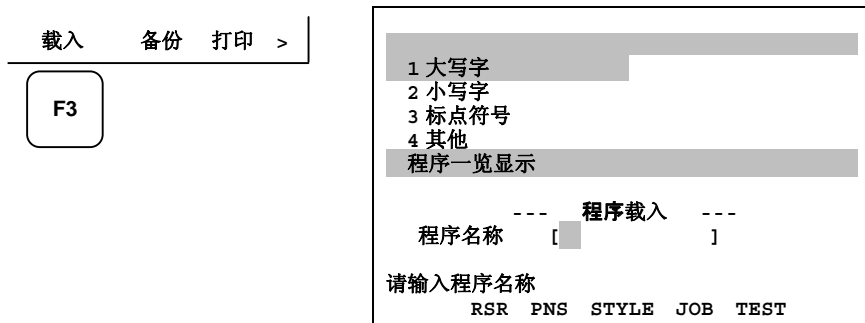 载入 备份 打印 >
F3
1 大写字
2 小写字
3 标点符号
4 其他
程序一览显示
--- 程序载入 ---
程序名称 [ ]
请输入程序名称
RSR PNS STYLE JOB TEST